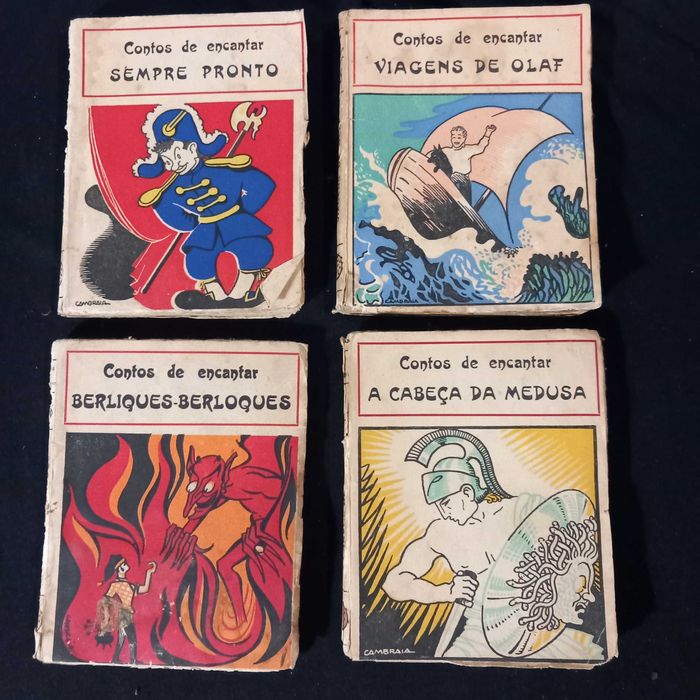 Contos de encantar
SEMPRE PRONTO
CAMBRAIA
Contos de encantar
VIAGENS DE OLAF
CAMBRAIA
Contos de encantar
BERLIQUES-BERLOQUES
Contos de encantar
A CABEÇA DA MEDUSA
CAMBRAIA